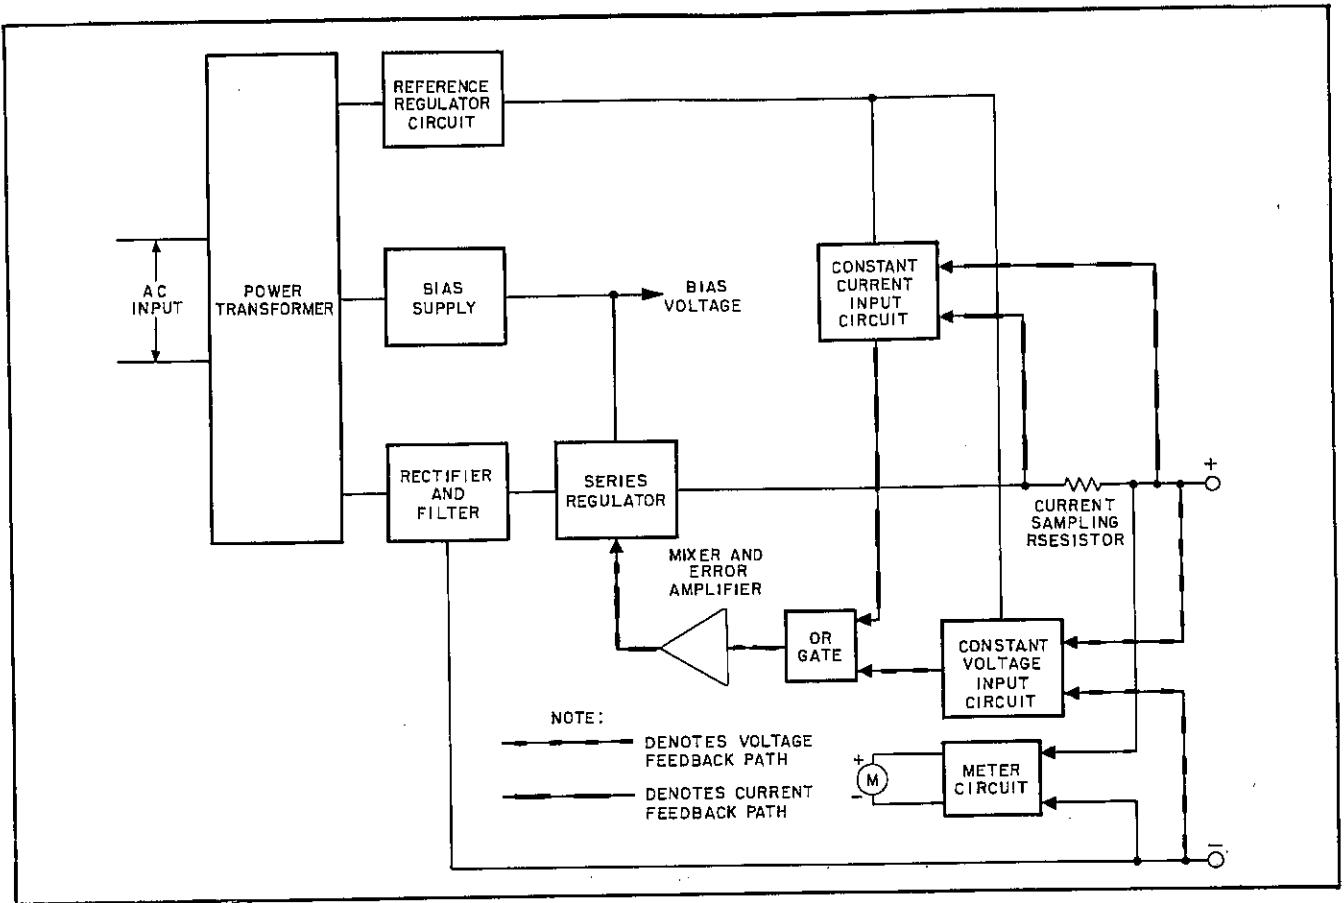 REFERENCE
REGULATOR
CIRCUIT
AC
INPUT
POWER
TRANSFORMER
BIAS
SUPPLY
BIAS
VOLTAGE
CONSTANT
CURRENT
INPUT
CIRCUIT
RECTIFIER
AND
FILTER
SERIES
REGULATOR
+
CURRENT
SAMPLING
RSESISTOR
MIXER AND
ERROR
AMPLIFIER
OR
GATE
CONSTANT
VOLTAGE
INPUT
CIRCUIT
NOTE:
DENOTES VOLTAGE
FEEDBACK PATH
DENOTES CURRENT
FEEDBACK PATH
+
M
-
METER
CIRCUIT
-